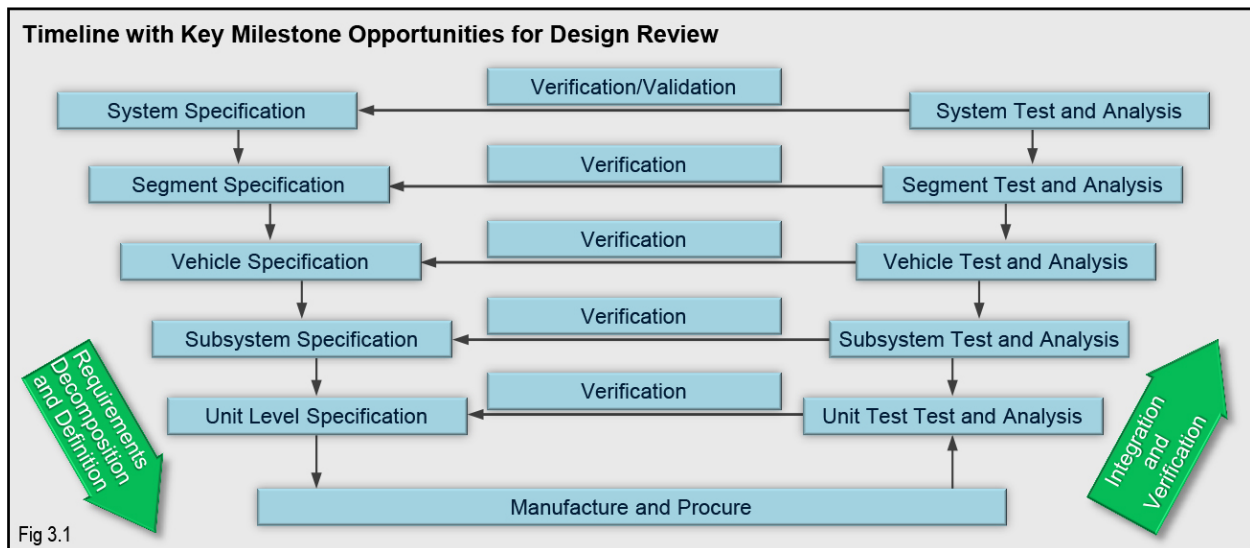 Timeline with Key Milestone Opportunities for Design Review
Verification/Validation
System Specification
System Test and Analysis
Verification
Segment Specification
Segment Test and Analysis
Verification
Vehicle Specification
Vehicle Test and Analysis
Verification
Subsystem Specification
Subsystem Test and Analysis
Verification
Unit Level Specification
Unit Test Test and Analysis
Manufacture and Procure
Requirements
Decomposition
and Definition
Integration
and
Verification
Fig 3.1